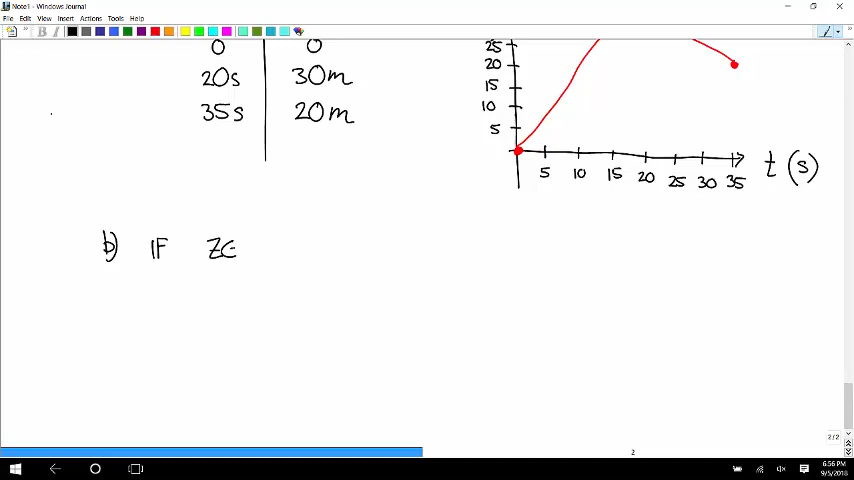 Note1 - Windows Journal
File Edit View Insert Actions Tools Help
B I
0 0
20s 30m
35s 20m
25
20
15
10
5
5 10 15 20 25 30 35
t (s)
b) IF ZE
2/2
2
6:56 PM
9/5/2018